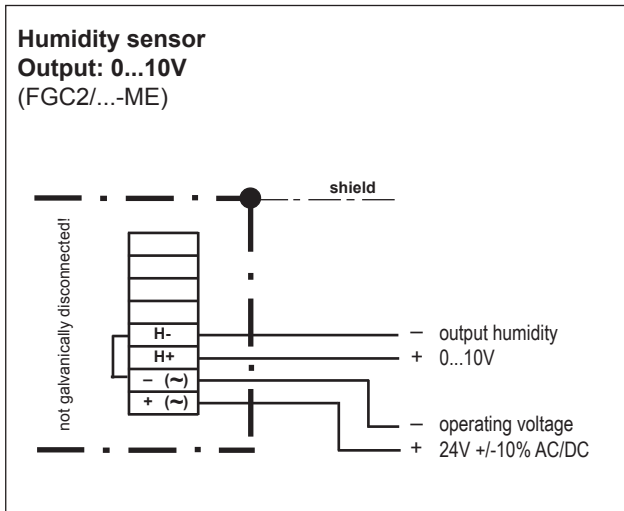 Humidity sensor
Output: 0...10V
(FGC2/...-ME)
shield
not galvanically disconnected!
H-
H+
– (~)
+ (~)
– output humidity
+ 0...10V
– operating voltage
+ 24V +/-10% AC/DC